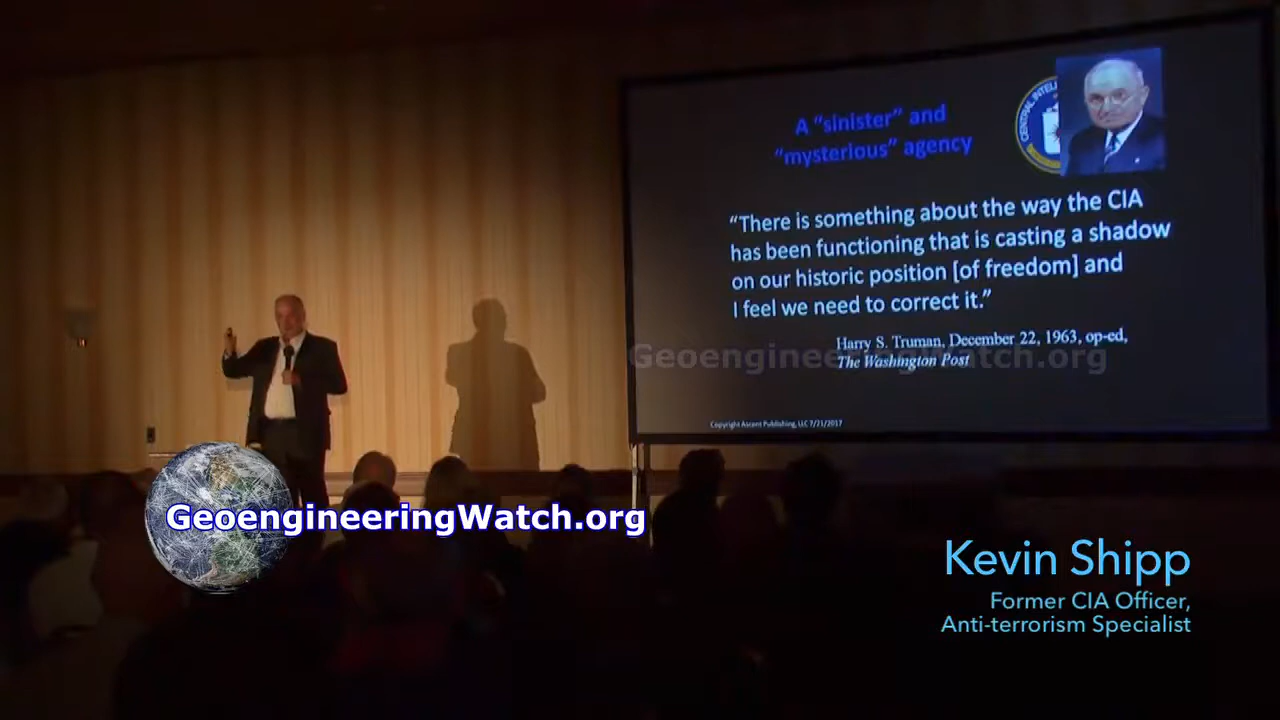 A “sinister” and
“mysterious” agency
“There is something about the way the CIA
has been functioning that is casting a shadow
on our historic position [of freedom] and
I feel we need to correct it.”
Harry S. Truman, December 22, 1963, op-ed,
The Washington Post
GeoengineeringWatch.org
Copyright Ascent Publishing, LLC 7/21/2017
GeoengineeringWatch.org
Kevin Shipp
Former CIA Officer,
Anti-terrorism Specialist